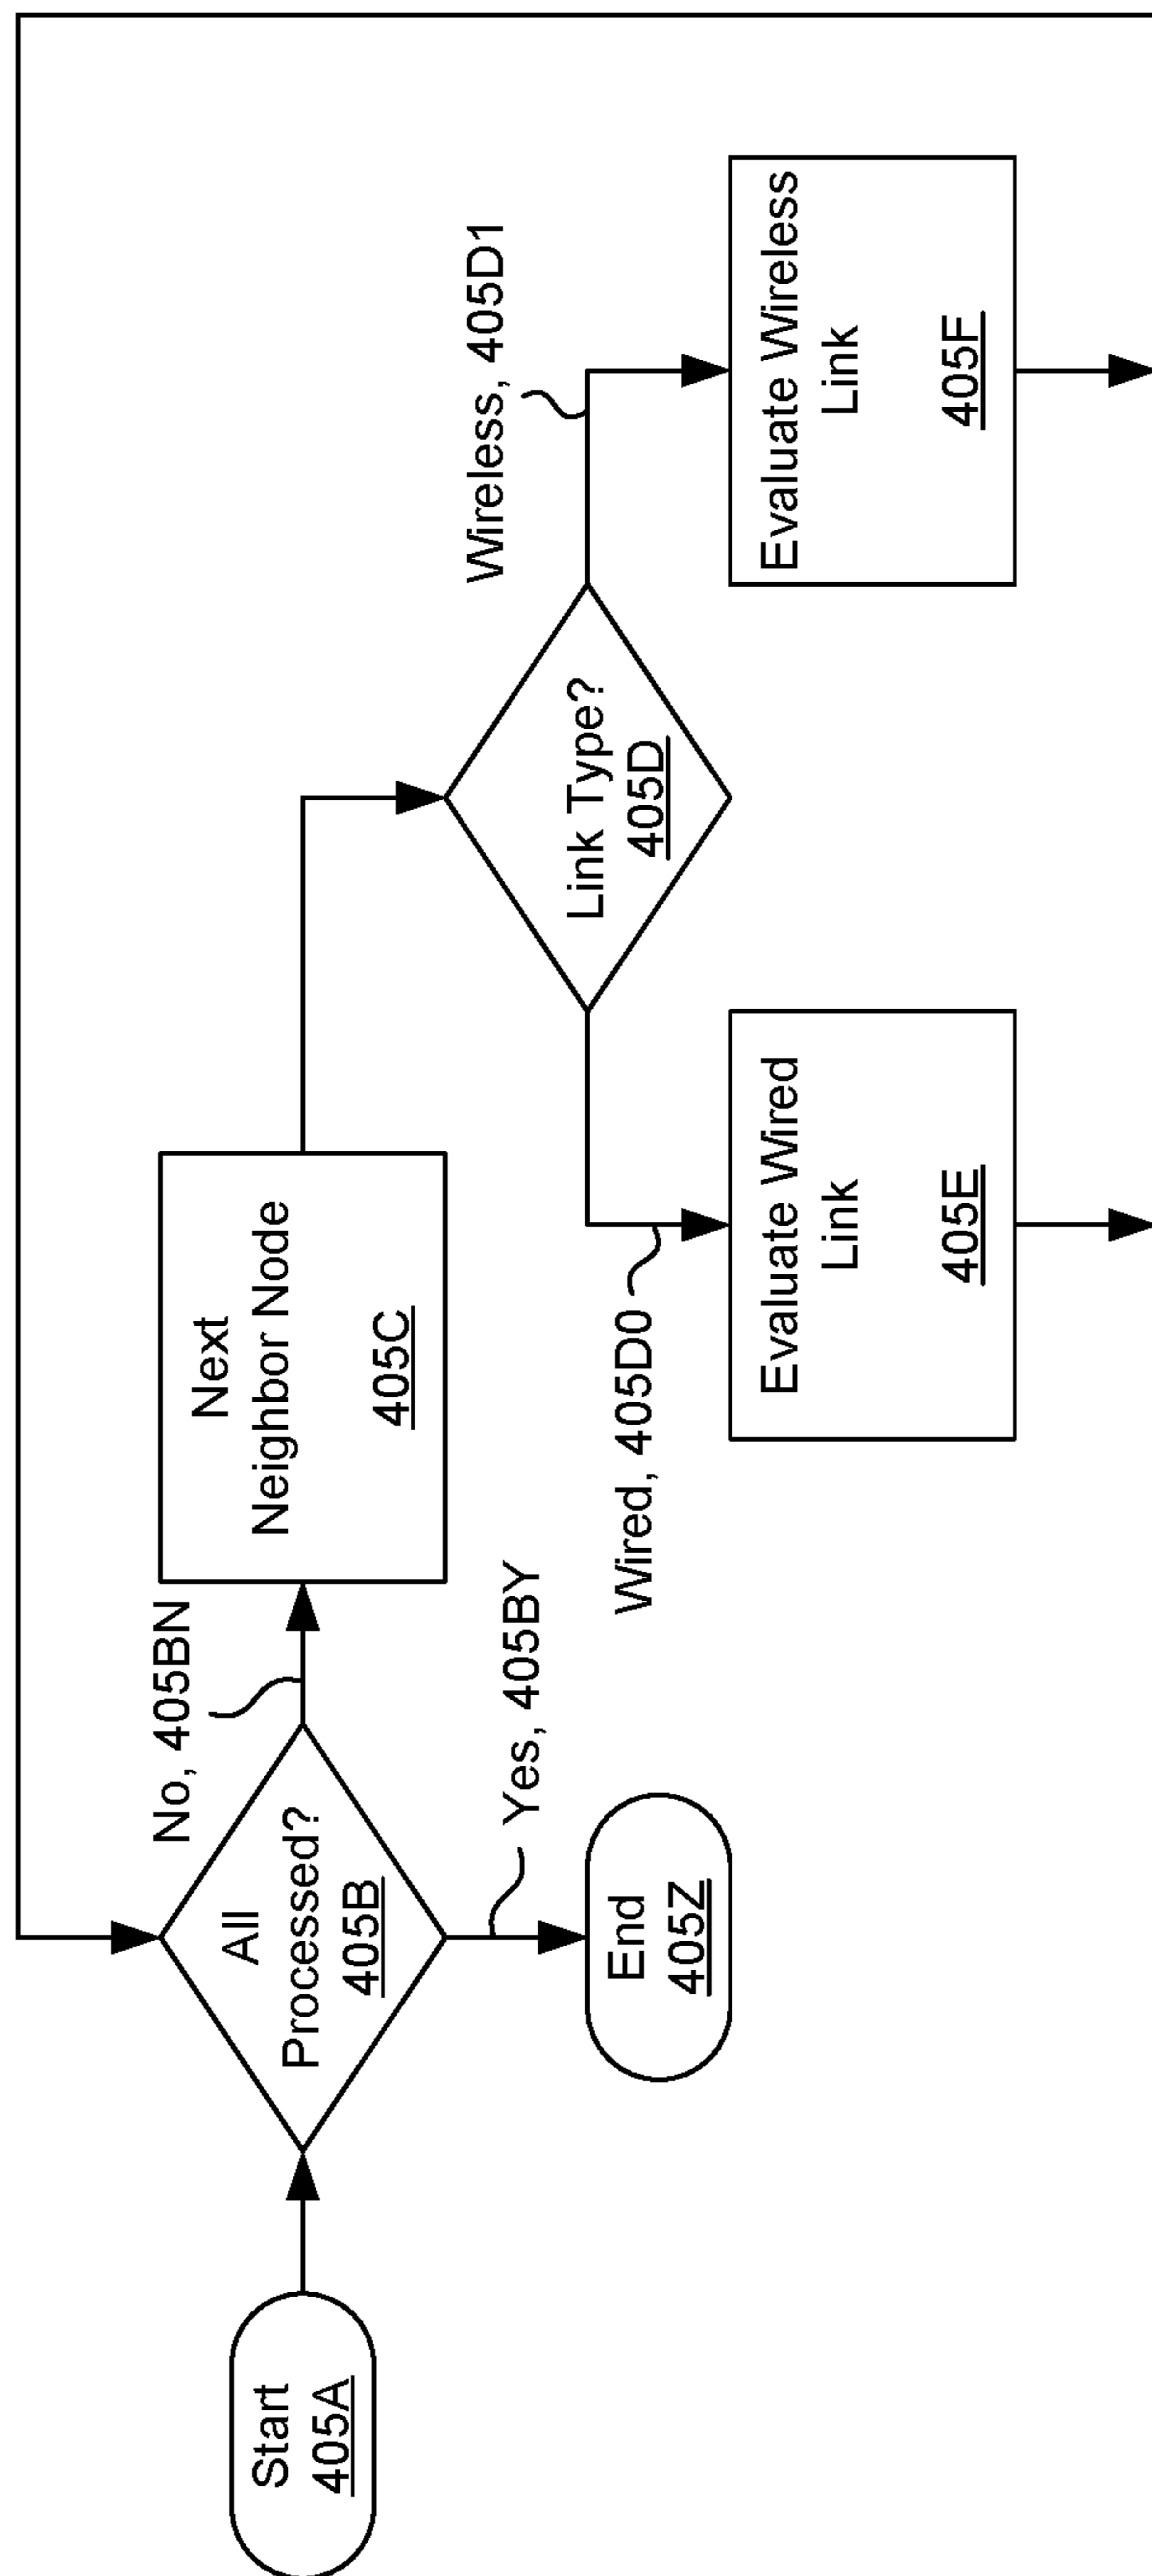 Start
405A
All
Processed?
405B
No, 405BN
Yes, 405BY
End
405Z
Next
Neighbor Node
405C
Link Type?
405D
Wired, 405D0
Wireless, 405D1
Evaluate Wired
Link
405E
Evaluate Wireless
Link
405F